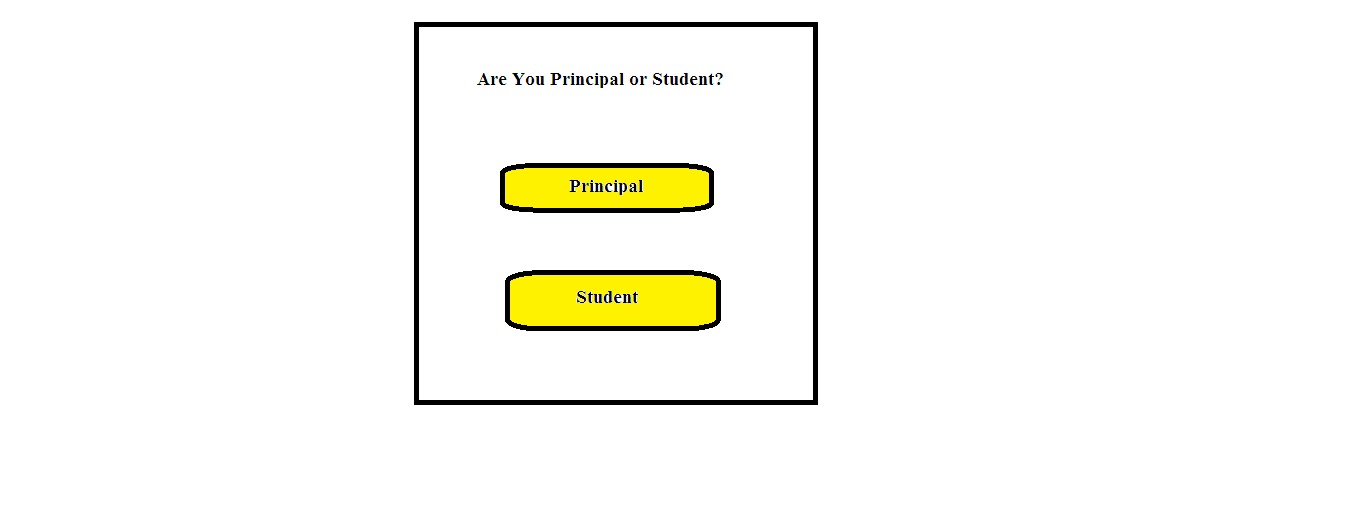 Are You Principal or Student?
Principal
Student